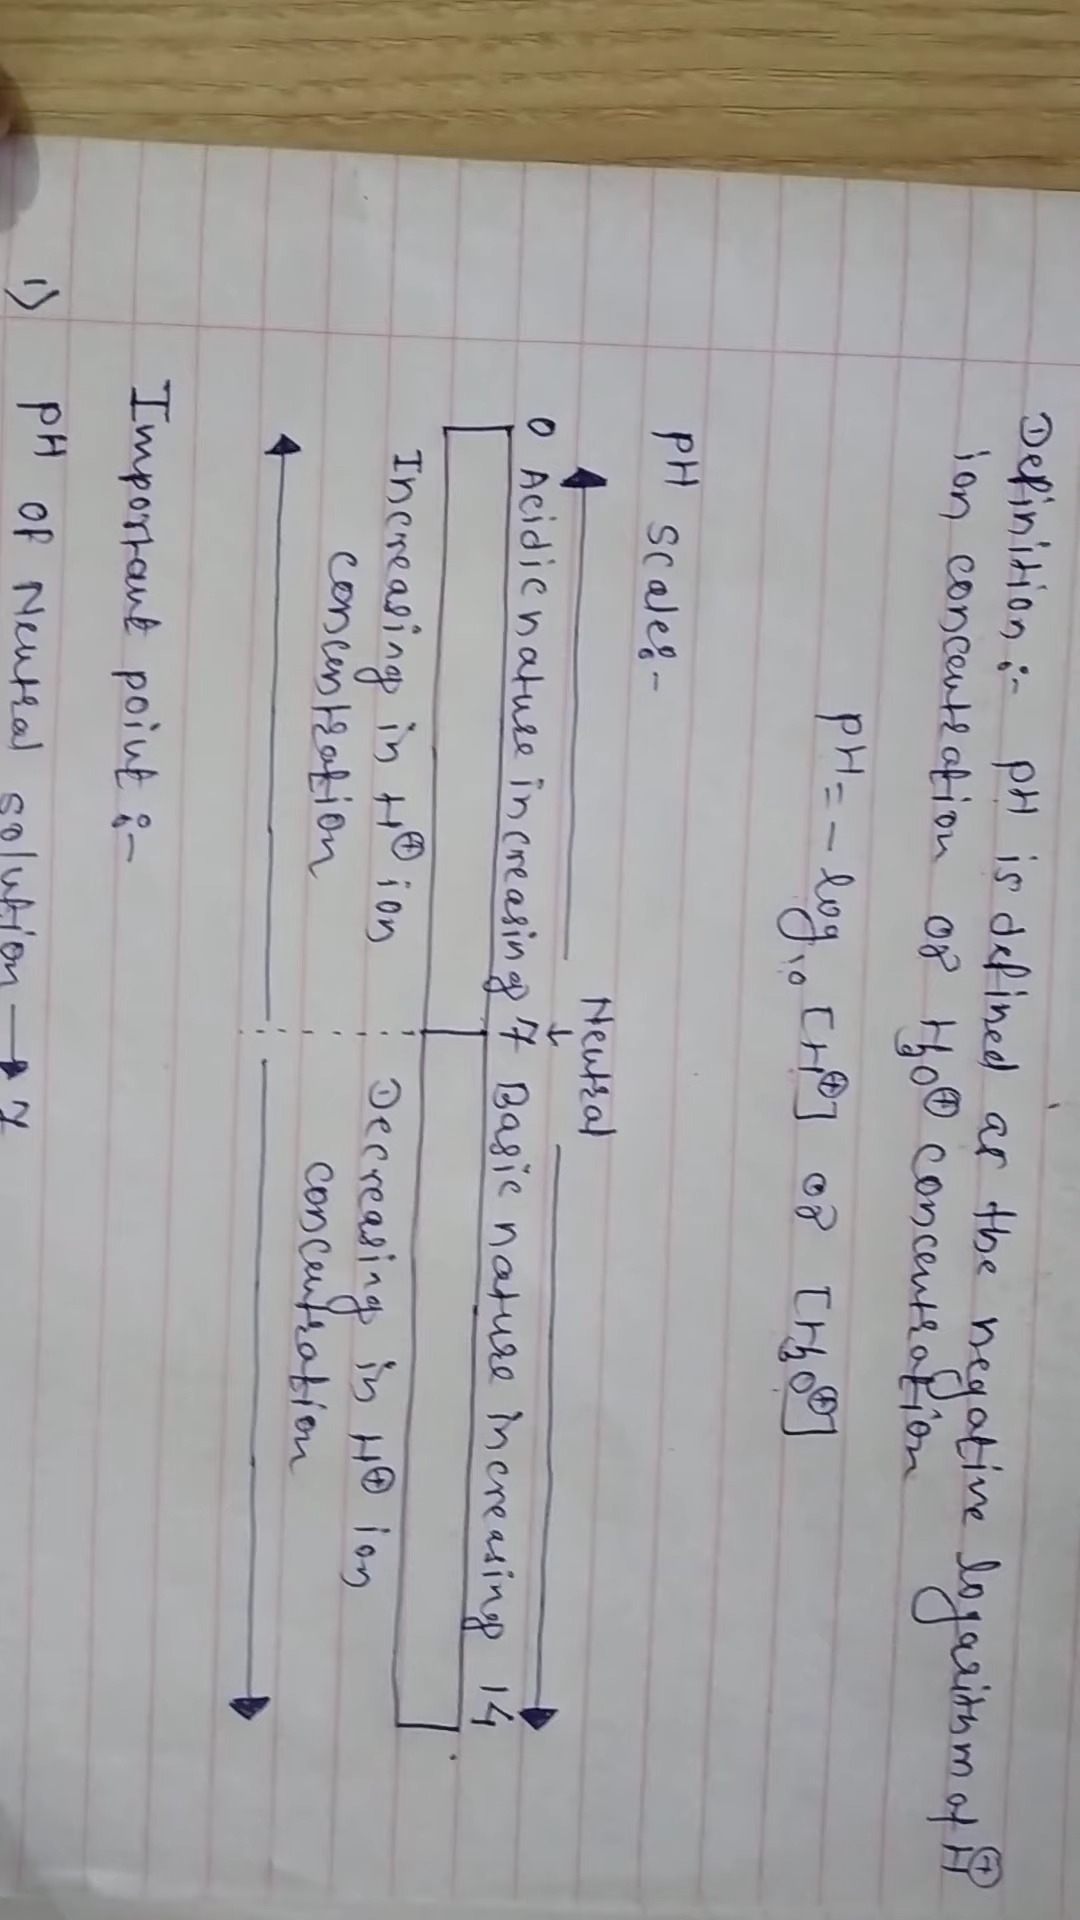 Definition :- pH is defined as the negative logarithm of H⊕
ion concentration or H₃O⊕ concentration
pH = - log₁₀ [H⊕] or [H₃O⊕]
pH scale:-
Neutral
↓
0 Acidic nature increasing 7 Basic nature increasing 14
Increasing in H⊕ ion
concentration
Decreasing in H⊕ ion
concentration
Important point :-
1) pH of Neutral solution → 7